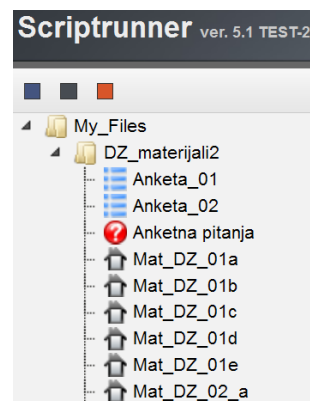 Scriptrunner ver. 5.1 TEST-2
My_Files
DZ_materijali2
Anketa_01
Anketa_02
Anketna pitanja
Mat_DZ_01a
Mat_DZ_01b
Mat_DZ_01c
Mat_DZ_01d
Mat_DZ_01e
Mat_DZ_02_a